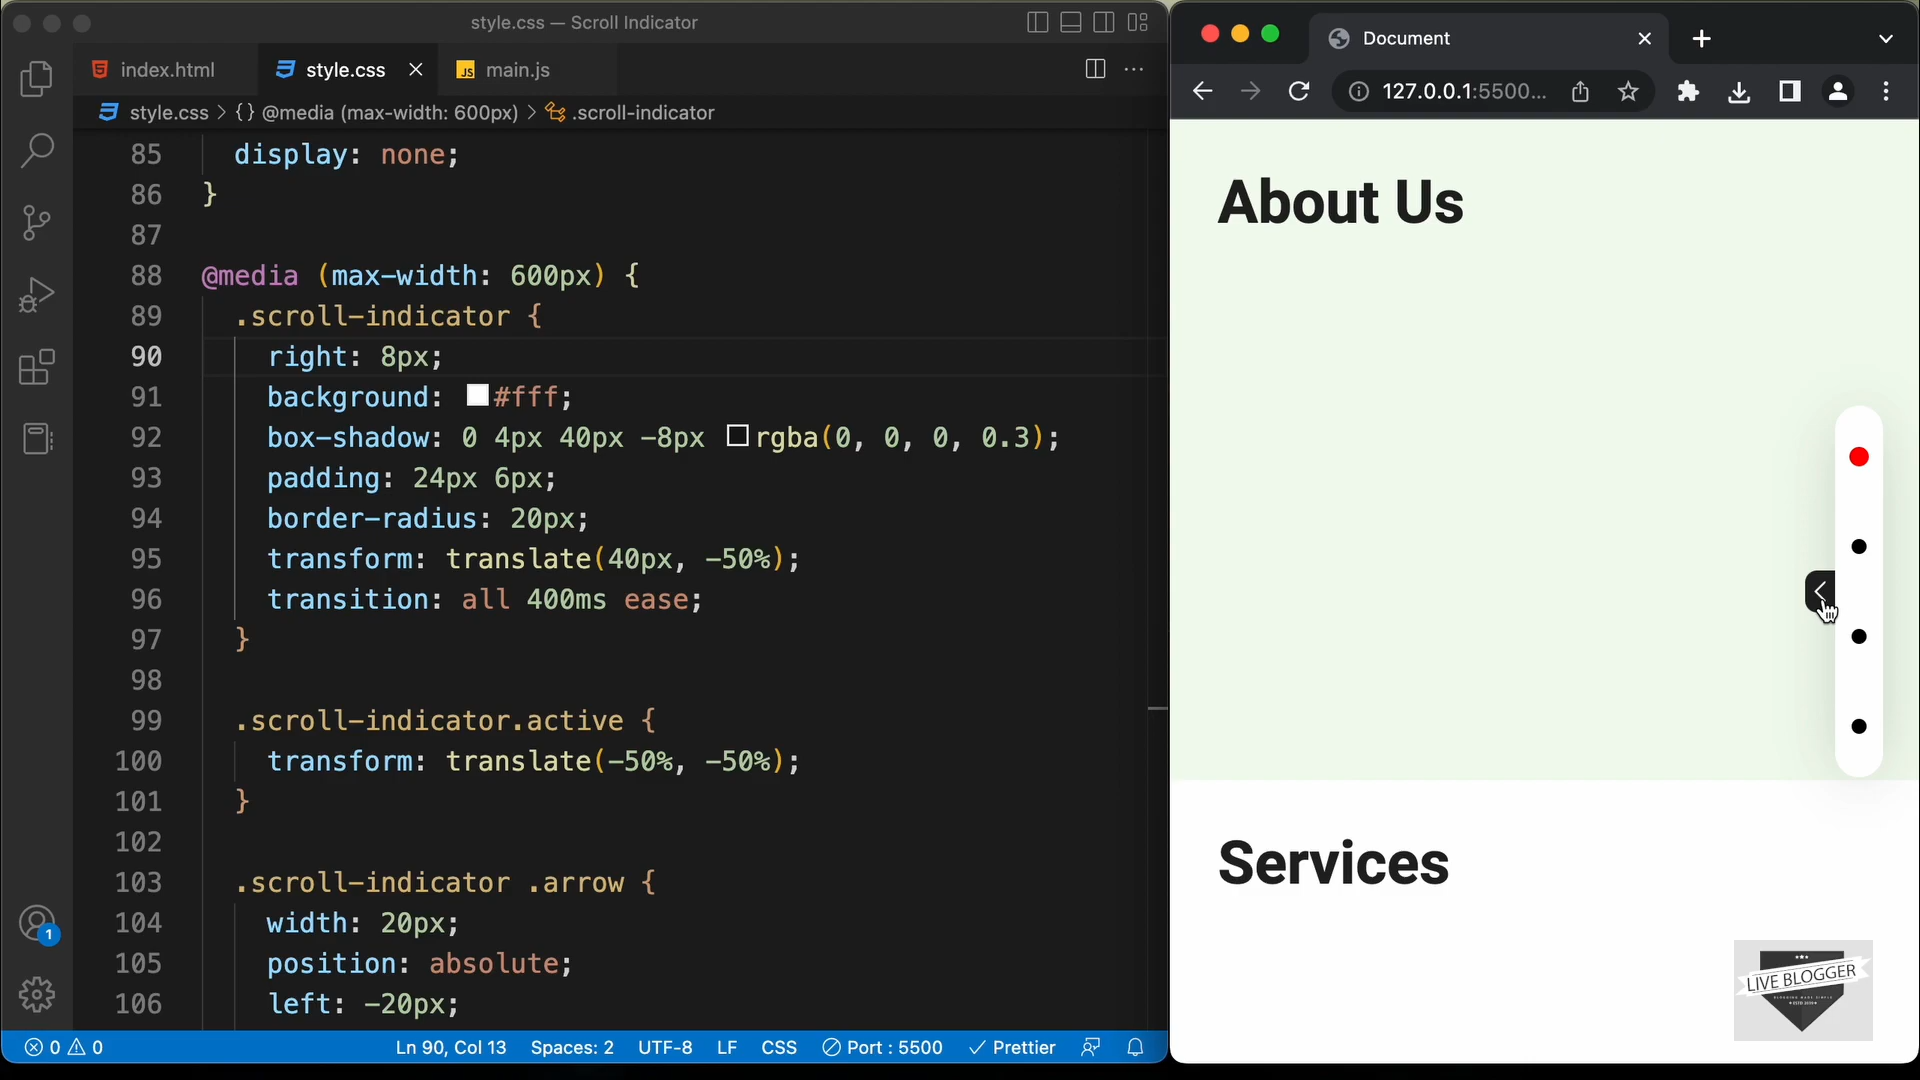 style.css — Scroll Indicator
index.html
style.css
main.js
style.css > {} @media (max-width: 600px) > .scroll-indicator
85 display: none;
86 }
87
88 @media (max-width: 600px) {
89 .scroll-indicator {
90 right: 8px;
91 background: #fff;
92 box-shadow: 0 4px 40px -8px rgba(0, 0, 0, 0.3);
93 padding: 24px 6px;
94 border-radius: 20px;
95 transform: translate(40px, -50%);
96 transition: all 400ms ease;
97 }
98
99 .scroll-indicator.active {
100 transform: translate(-50%, -50%);
101 }
102
103 .scroll-indicator .arrow {
104 width: 20px;
105 position: absolute;
106 left: -20px;
1
0 0 Ln 90, Col 13 Spaces: 2 UTF-8 LF CSS Port : 5500 Prettier
Document
127.0.0.1:5500...
About Us
Services
LIVE BLOGGER